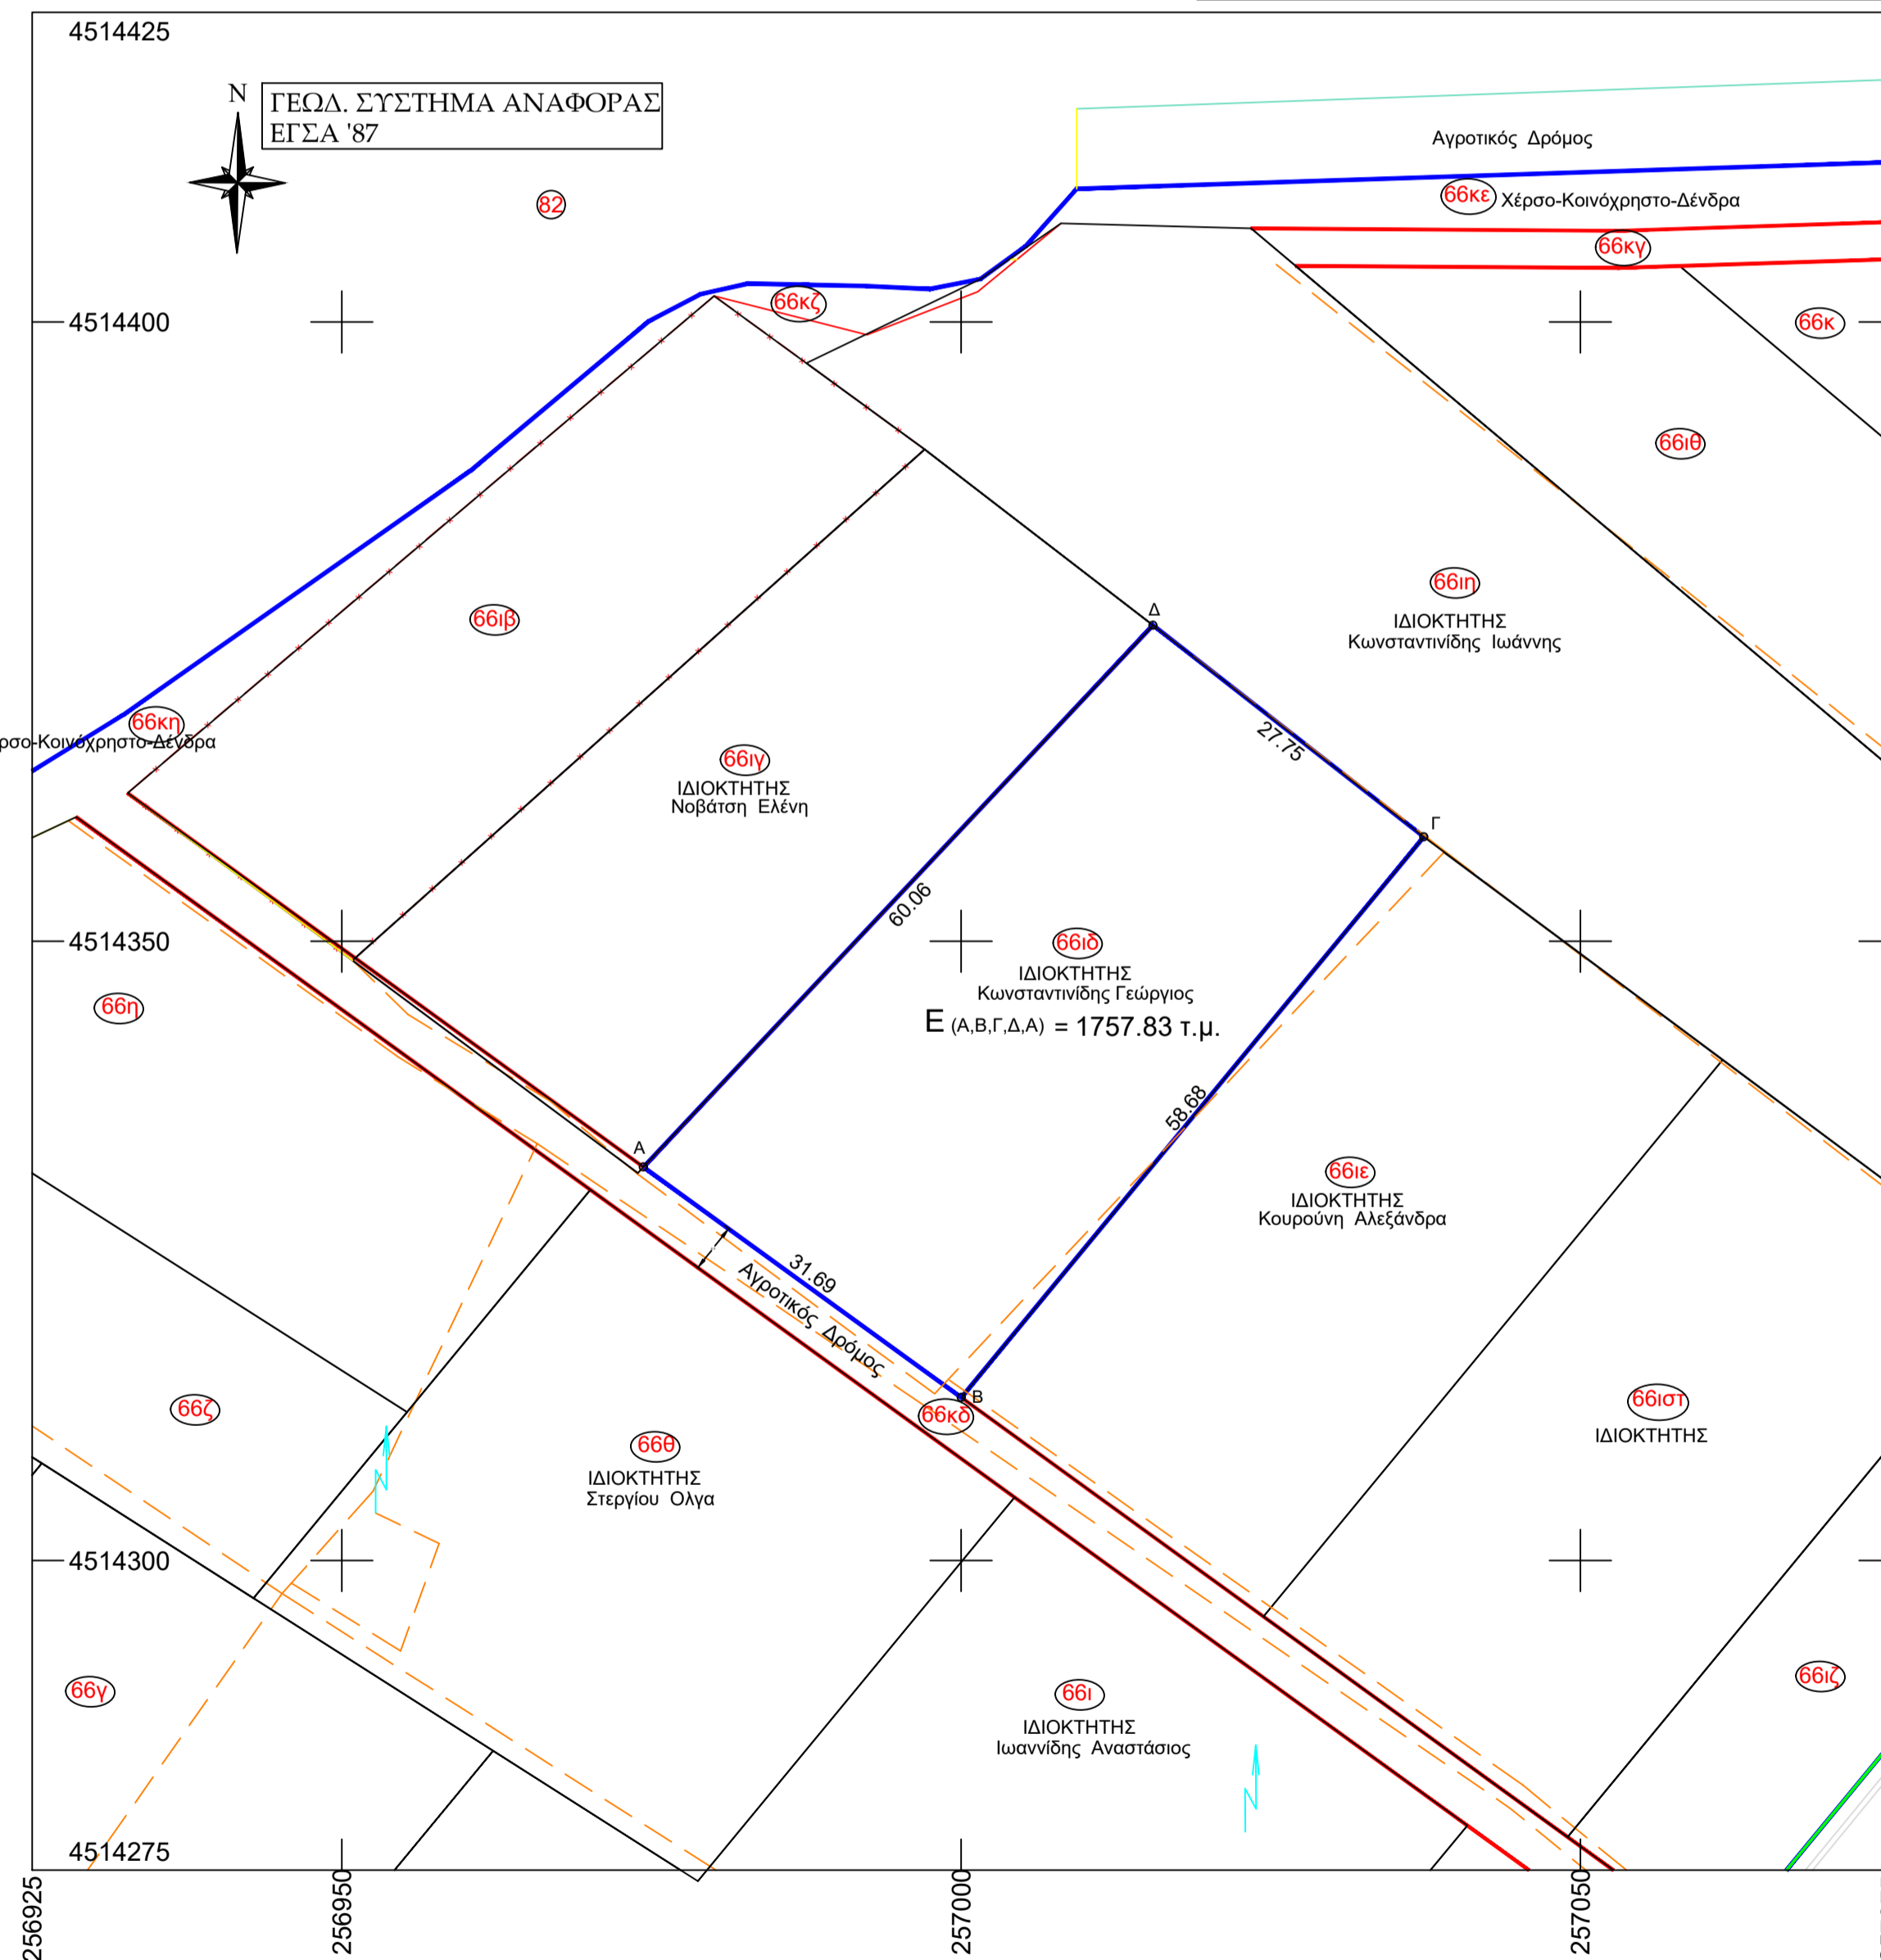 4514425
N
ΓΕΩΔ. ΣΥΣΤΗΜΑ ΑΝΑΦΟΡΑΣ
ΕΓΣΑ '87
Αγροτικός Δρόμος
82
66κε
Χέρσο-Κοινόχρηστο-Δένδρα
66κγ
66κζ
4514400
66κ
66ιθ
66ιη
ΙΔΙΟΚΤΗΤΗΣ
Κωνσταντινίδης Ιωάννης
66ιβ
Δ
66κη
ρσο-Κοινόχρηστο-Δένδρα
27.75
66ιγ
ΙΔΙΟΚΤΗΤΗΣ
Νοβάτση Ελένη
Γ
60.06
4514350
66ιδ
ΙΔΙΟΚΤΗΤΗΣ
Κωνσταντινίδης Γεώργιος
Ε (Α,Β,Γ,Δ,Α) = 1757.83 τ.μ.
66η
58.68
Α
66ιε
ΙΔΙΟΚΤΗΤΗΣ
Κουρούνη Αλεξάνδρα
31.69
Αγροτικός Δρόμος
Β
66κδ
66ζ
66ιστ
ΙΔΙΟΚΤΗΤΗΣ
66θ
ΙΔΙΟΚΤΗΤΗΣ
Στεργίου Ολγα
4514300
66γ
66ι
ΙΔΙΟΚΤΗΤΗΣ
Ιωαννίδης Αναστάσιος
66ιζ
4514275
256925
256950
257000
257050